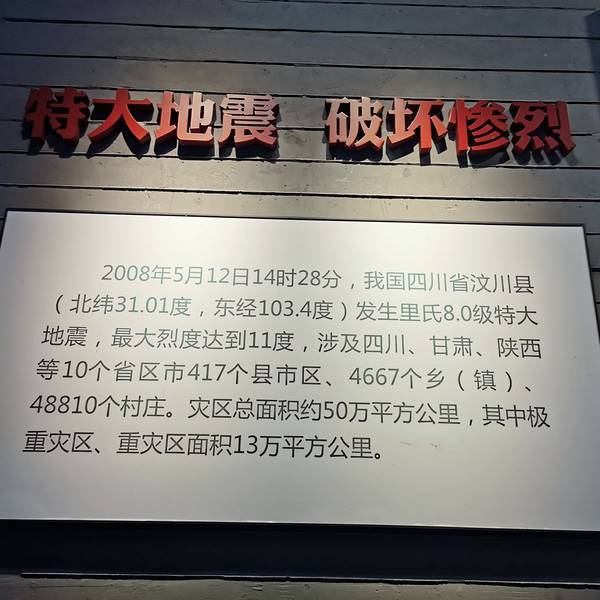 特大地震 破坏惨烈
2008年5月12日14时28分，我国四川省汶川县
（北纬31.01度，东经103.4度）发生里氏8.0级特大
地震，最大烈度达到11度，涉及四川、甘肃、陕西
等10个省区市417个县市区、4667个乡（镇）、
48810个村庄。灾区总面积约50万平方公里，其中极
重灾区、重灾区面积13万平方公里。